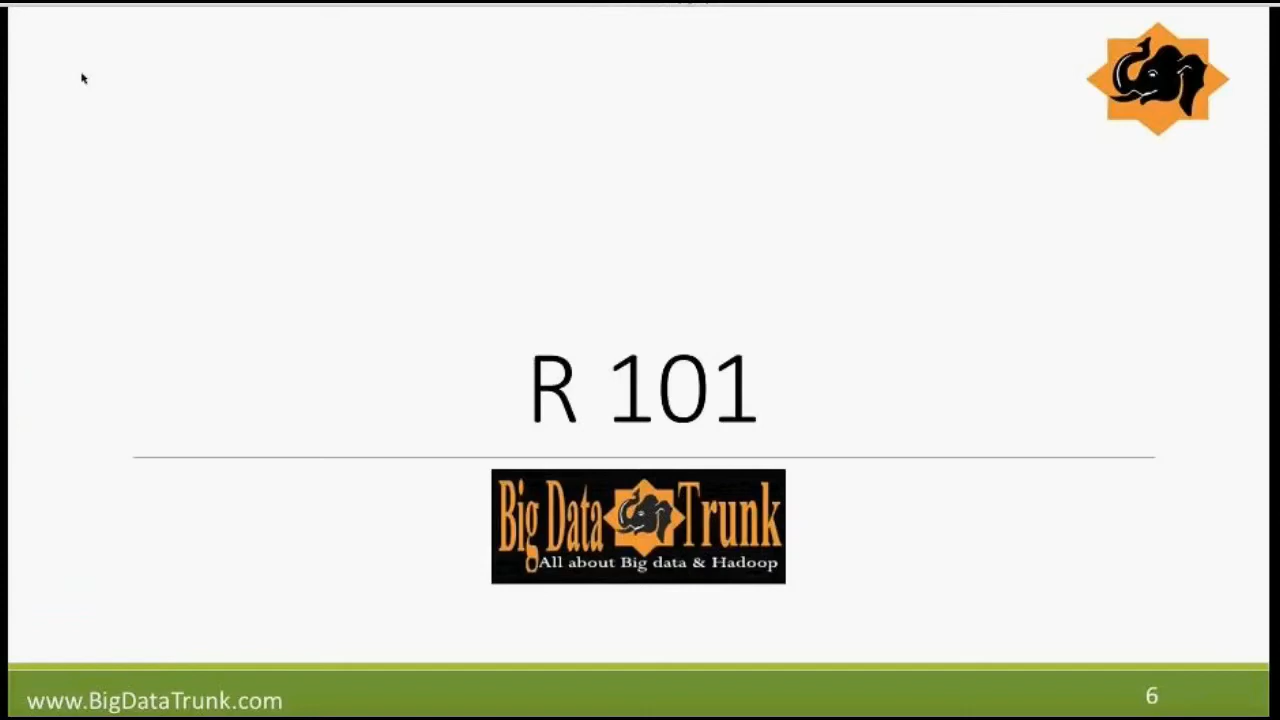 R 101
Big Data Trunk
All about Big data & Hadoop
www.BigDataTrunk.com
6